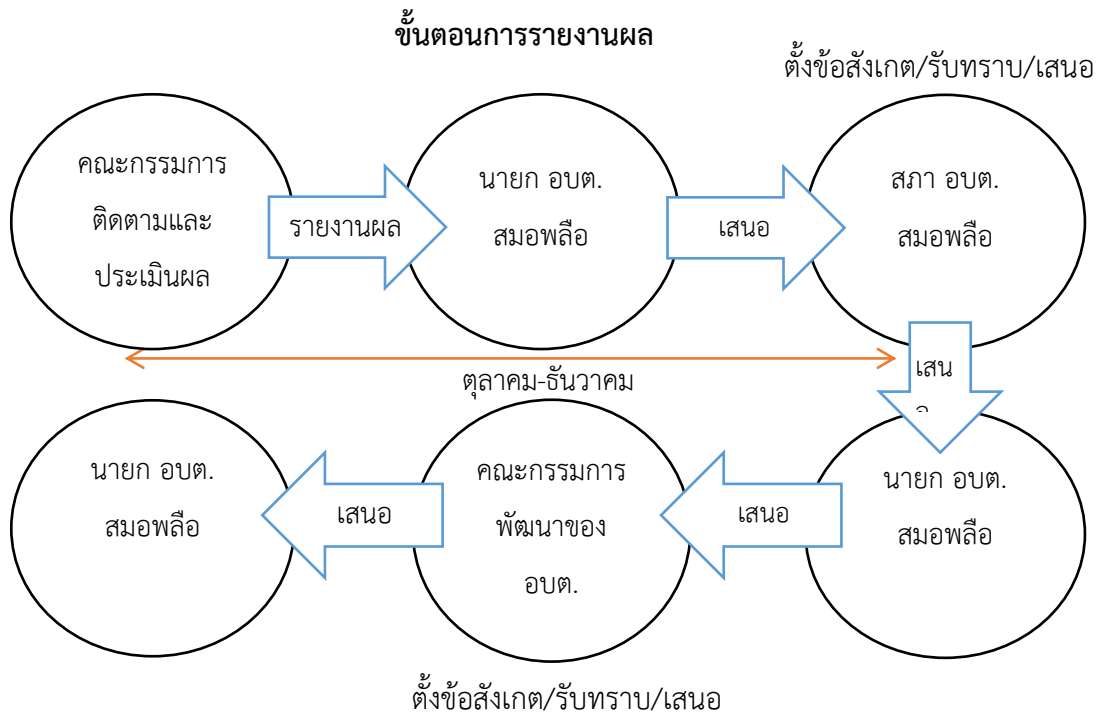 ขั้นตอนการรายงานผล
ตั้งข้อสังเกต/รับทราบ/เสนอ
คณะกรรมการ
ติดตามและ
ประเมินผล
รายงานผล
นายก อบต.
สมอพลือ
เสนอ
สภา อบต.
สมอพลือ
ตุลาคม-ธันวาคม
เสน
นายก อบต.
สมอพลือ
เสนอ
คณะกรรมการ
พัฒนาของ
อบต.
เสนอ
นายก อบต.
สมอพลือ
ตั้งข้อสังเกต/รับทราบ/เสนอ